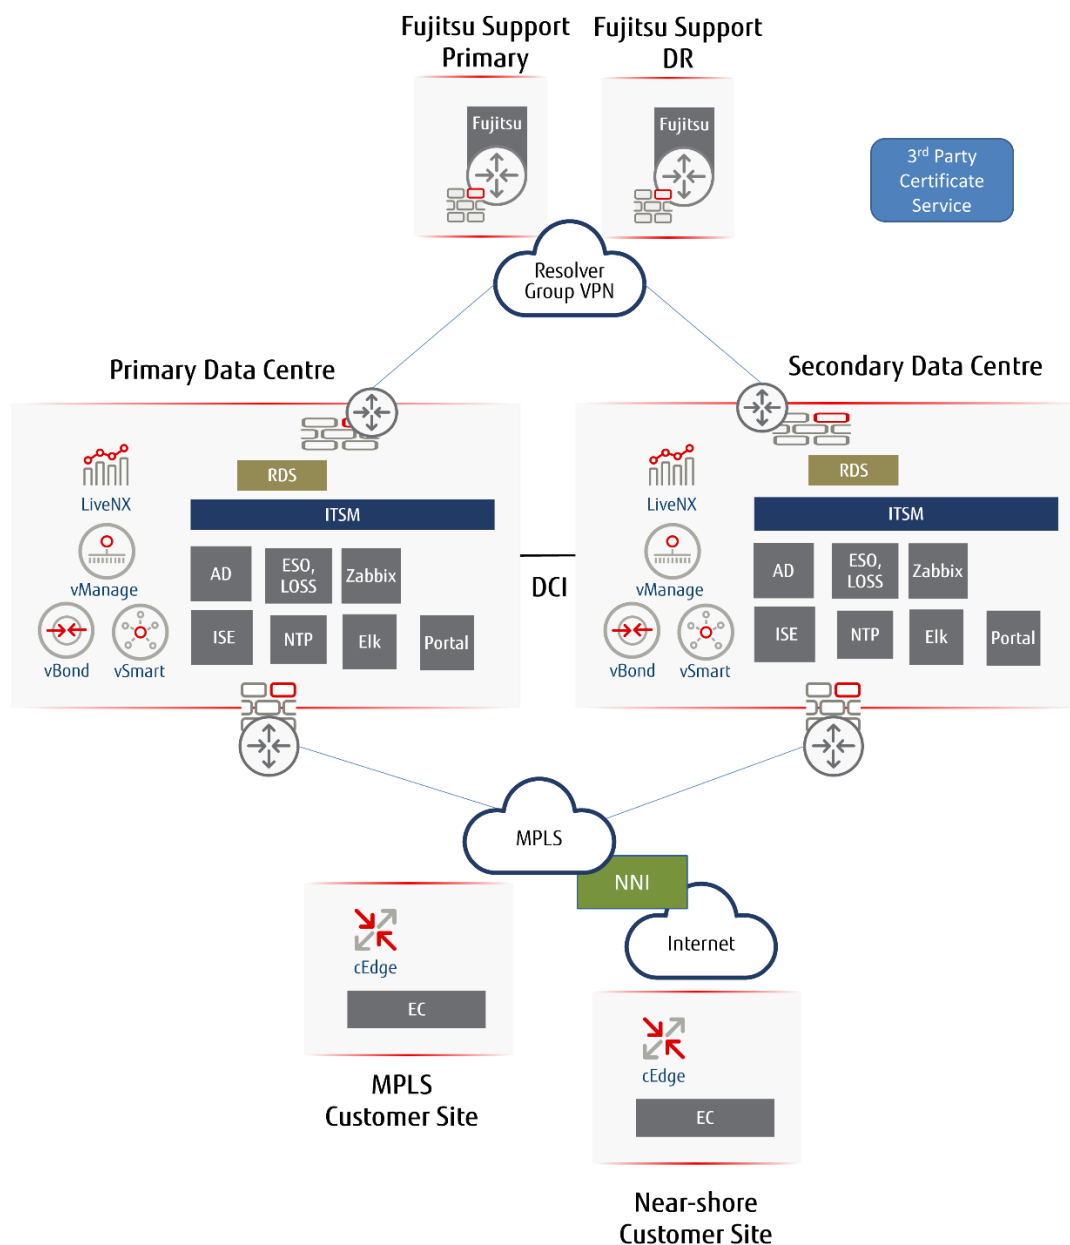 Fujitsu Support
Primary
Fujitsu Support
DR
Fujitsu
Fujitsu
3rd Party
Certificate
Service
Resolver
Group VPN
Primary Data Centre
Secondary Data Centre
RDS
LiveNX
ITSM
vManage
AD
ESO,
LOSS
Zabbix
ISE
NTP
Elk
Portal
vBond
vSmart
DCI
RDS
LiveNX
ITSM
vManage
AD
ESO,
LOSS
Zabbix
ISE
NTP
Elk
Portal
vBond
vSmart
MPLS
NNI
Internet
cEdge
EC
MPLS
Customer Site
cEdge
EC
Near-shore
Customer Site